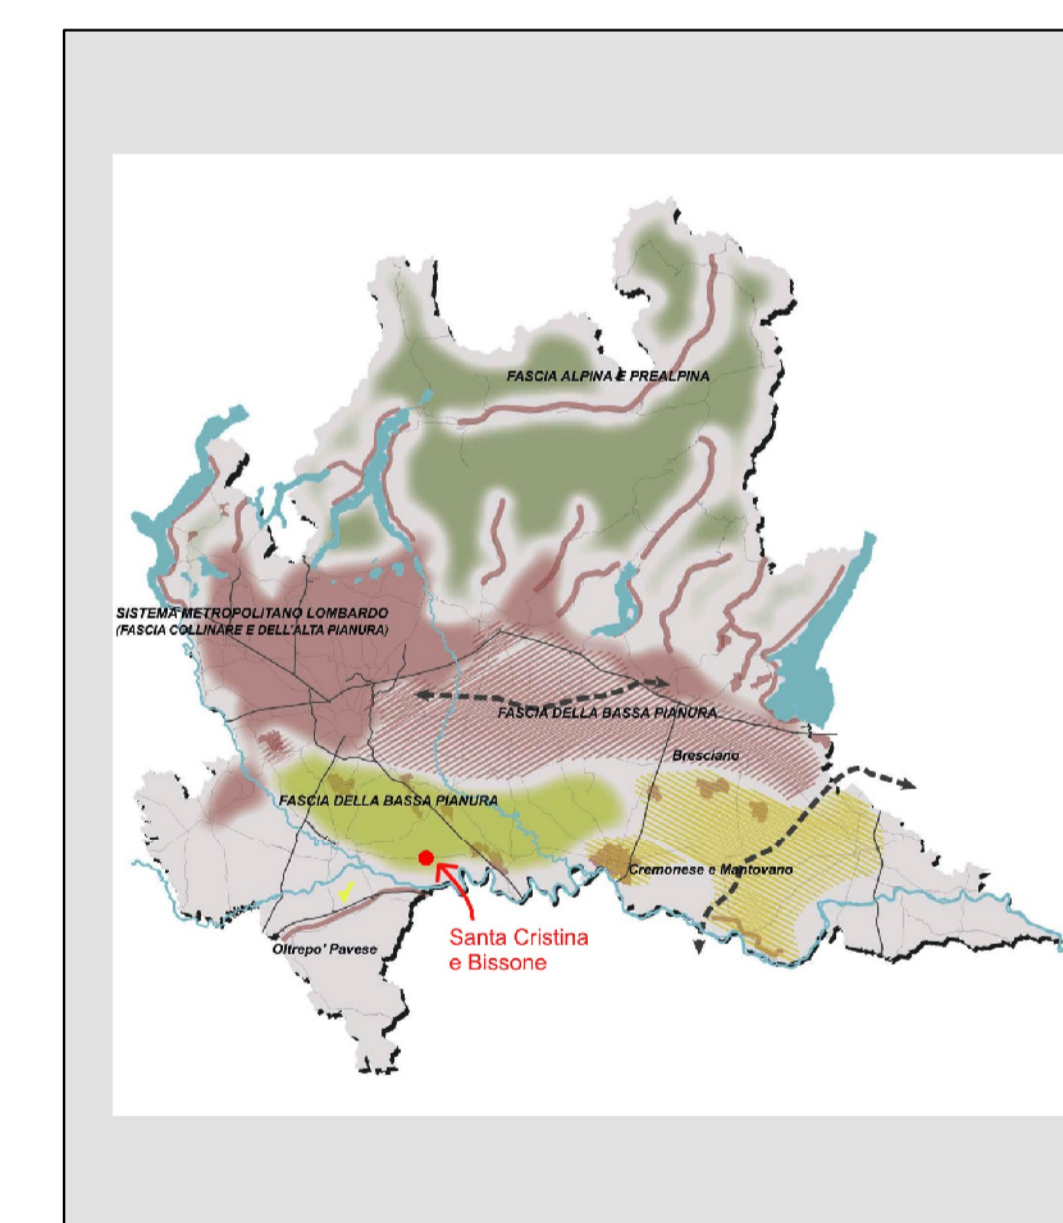 FASCIA ALPINA E PREALPINA
SISTEMA METROPOLITANO LOMBARDO
(FASCIA COLLINARE E DELL'ALTA PIANURA)
FASCIA DELLA BASSA PIANURA
Bresciano
FASCIA DELLA BASSA PIANURA
Cremonese e Mantovano
Santa Cristina
e Bissone
Oltrepo' Pavese